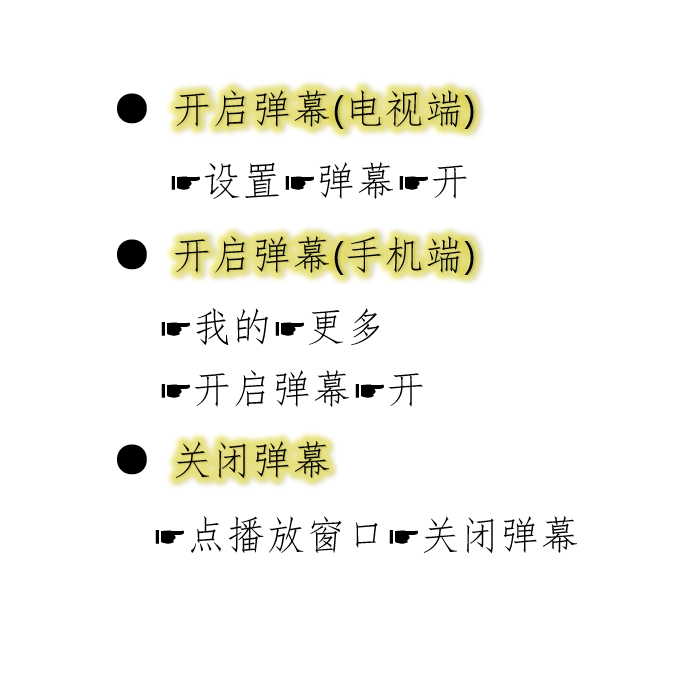 ● 开启弹幕(电视端)
☛设置☛弹幕☛开
● 开启弹幕(手机端)
☛我的☛更多
☛开启弹幕☛开
● 关闭弹幕
☛点播放窗口☛关闭弹幕